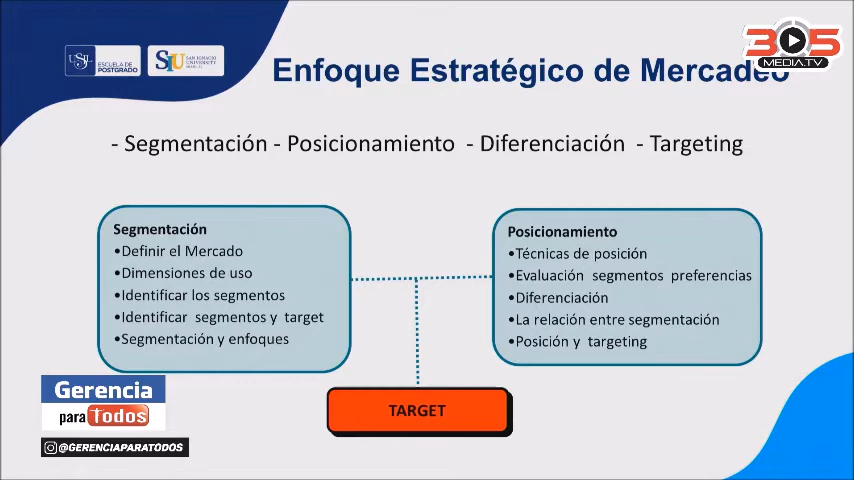 USIL
ESCUELA DE
POSTGRADO
SIU
SAN IGNACIO
UNIVERSITY
305
MEDIA.TV
Enfoque Estratégico de Mercadeo
- Segmentación - Posicionamiento - Diferenciación - Targeting
Segmentación
•Definir el Mercado
•Dimensiones de uso
•Identificar los segmentos
•Identificar segmentos y target
•Segmentación y enfoques
Posicionamiento
•Técnicas de posición
•Evaluación segmentos preferencias
•Diferenciación
•La relación entre segmentación
•Posición y targeting
TARGET
Gerencia
para Todos
@GERENCIAPARATODOS